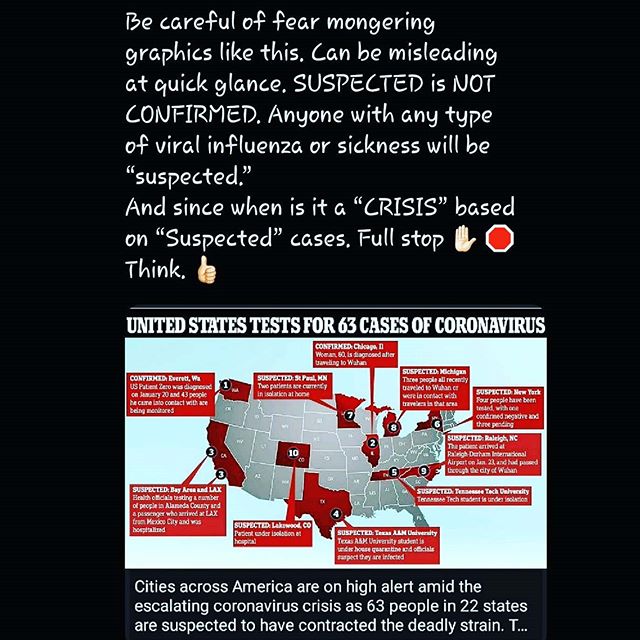 Be careful of fear mongering
graphics like this. Can be misleading
at quick glance. SUSPECTED is NOT
CONFIRMED. Anyone with any type
of viral influenza or sickness will be
“suspected.”
And since when is it a “CRISIS” based
on “Suspected” cases. Full stop ✋🏻 🛑
Think. 👍🏻
UNITED STATES TESTS FOR 63 CASES OF CORONAVIRUS
CONFIRMED: Chicago, Il
Woman, 60, is diagnosed after
traveling to Wuhan
CONFIRMED: Everett, Wa
US Patient Zero was diagnosed
on January 20 and 43 people
he came into contact with are
being monitored
SUSPECTED: St Paul, MN
Two patients are currently
in isolation at home
SUSPECTED: Michigan
Three people all recently
traveled to Wuhan or
were in contact with
travelers in that area
SUSPECTED: New York
Four people have been
tested, with one
confirmed negative and
three pending
SUSPECTED: Raleigh, NC
The patient arrived at
Raleigh-Durham International
Airport on Jan. 23, and had passed
through the city of Wuhan
SUSPECTED: Tennessee Tech University
Tennessee Tech student is under isolation
SUSPECTED: Bay Area and LAX
Health officials testing a number
of people in Alameda County and
a passenger who arrived at LAX
from Mexico City and was
hospitalized
SUSPECTED: Lakewood, CO
Patient under isolation at
hospital
SUSPECTED: Texas A&M University
Texas A&M University student is
under house quarantine and officials
suspect they are infected
1
7
8
6
2
3
10
5
9
3
4
Cities across America are on high alert amid the
escalating coronavirus crisis as 63 people in 22 states
are suspected to have contracted the deadly strain. T...